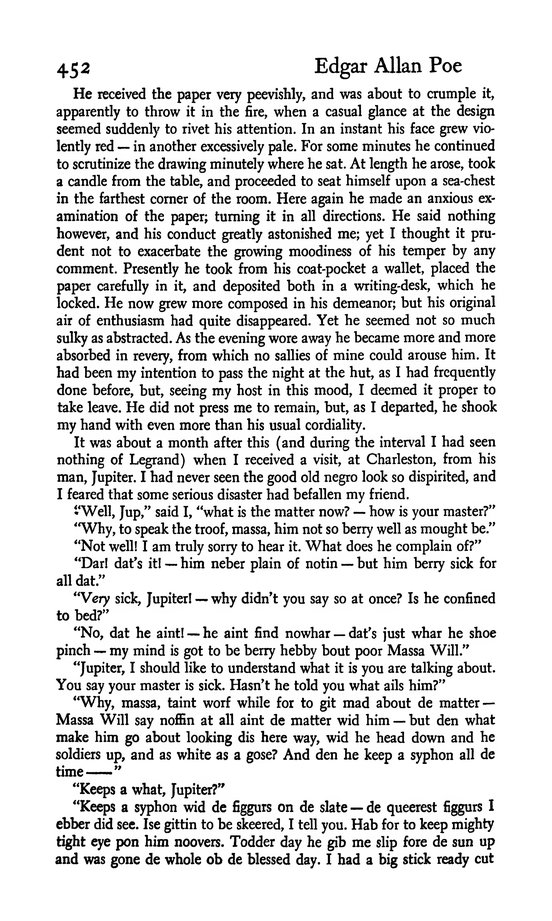 452 Edgar Allan Poe
He received the paper very peevishly, and was about to crumple it,
apparently to throw it in the fire, when a casual glance at the design
seemed suddenly to rivet his attention. In an instant his face grew vio-
lently red — in another excessively pale. For some minutes he continued
to scrutinize the drawing minutely where he sat. At length he arose, took
a candle from the table, and proceeded to seat himself upon a sea-chest
in the farthest corner of the room. Here again he made an anxious ex-
amination of the paper; turning it in all directions. He said nothing
however, and his conduct greatly astonished me; yet I thought it pru-
dent not to exacerbate the growing moodiness of his temper by any
comment. Presently he took from his coat-pocket a wallet, placed the
paper carefully in it, and deposited both in a writing-desk, which he
locked. He now grew more composed in his demeanor; but his original
air of enthusiasm had quite disappeared. Yet he seemed not so much
sulky as abstracted. As the evening wore away he became more and more
absorbed in revery, from which no sallies of mine could arouse him. It
had been my intention to pass the night at the hut, as I had frequently
done before, but, seeing my host in this mood, I deemed it proper to
take leave. He did not press me to remain, but, as I departed, he shook
my hand with even more than his usual cordiality.
It was about a month after this (and during the interval I had seen
nothing of Legrand) when I received a visit, at Charleston, from his
man, Jupiter. I had never seen the good old negro look so dispirited, and
I feared that some serious disaster had befallen my friend.
“Well, Jup,” said I, “what is the matter now? — how is your master?”
“Why, to speak the troof, massa, him not so berry well as mought be.”
“Not well! I am truly sorry to hear it. What does he complain of?”
“Dar! dat’s it! — him neber plain of notin — but him berry sick for
all dat.”
“Very sick, Jupiter! — why didn’t you say so at once? Is he confined
to bed?”
“No, dat he aint! — he aint find nowhar — dat’s just whar he shoe
pinch — my mind is got to be berry hebby bout poor Massa Will.”
“Jupiter, I should like to understand what it is you are talking about.
You say your master is sick. Hasn’t he told you what ails him?”
“Why, massa, taint worf while for to git mad about de matter —
Massa Will say noffin at all aint de matter wid him — but den what
make him go about looking dis here way, wid he head down and he
soldiers up, and as white as a gose? And den he keep a syphon all de
time ——”
“Keeps a what, Jupiter?”
“Keeps a syphon wid de figgurs on de slate — de queerest figgurs I
ebber did see. Ise gittin to be skeered, I tell you. Hab for to keep mighty
tight eye pon him noovers. Todder day he gib me slip fore de sun up
and was gone de whole ob de blessed day. I had a big stick ready cut